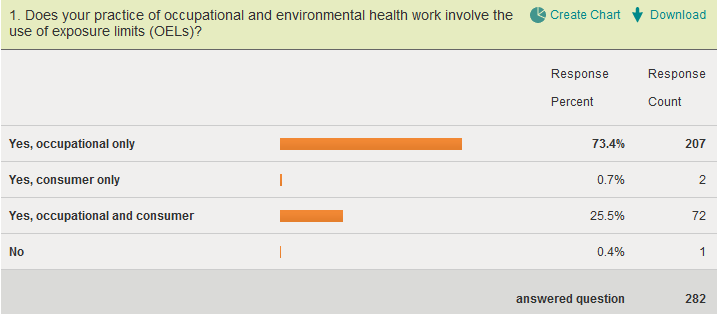 1. Does your practice of occupational and environmental health work involve the
use of exposure limits (OELs)?
Create Chart Download
Response Percent Response Count
Yes, occupational only 73.4% 207
Yes, consumer only 0.7% 2
Yes, occupational and consumer 25.5% 72
No 0.4% 1
answered question 282